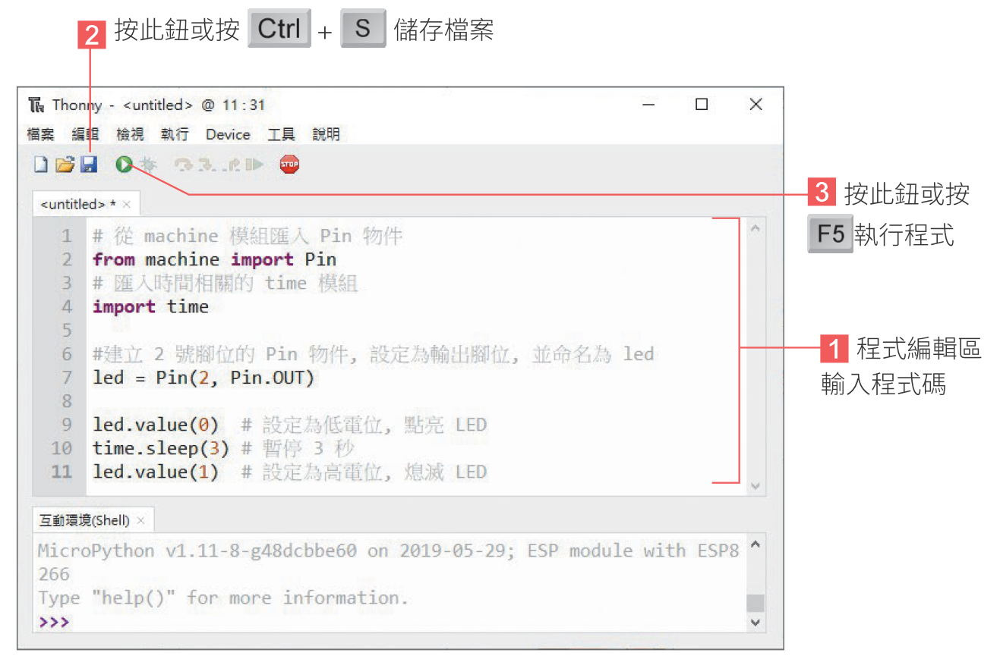 2 按此鈕或按 Ctrl + S 儲存檔案
Thonny - <untitled> @ 11 : 31
檔案 編輯 檢視 執行 Device 工具 說明
STOP
<untitled> * ×
1 # 從 machine 模組匯入 Pin 物件
2 from machine import Pin
3 # 匯入時間相關的 time 模組
4 import time
5
6 #建立 2 號腳位的 Pin 物件, 設定為輸出腳位, 並命名為 led
7 led = Pin(2, Pin.OUT)
8
9 led.value(0)  # 設定為低電位, 點亮 LED
10 time.sleep(3) # 暫停 3 秒
11 led.value(1)  # 設定為高電位, 熄滅 LED
3 按此鈕或按
F5 執行程式
1 程式編輯區
輸入程式碼
互動環境(Shell) ×
MicroPython v1.11-8-g48dcbbe60 on 2019-05-29; ESP module with ESP8
266
Type "help()" for more information.
>>>